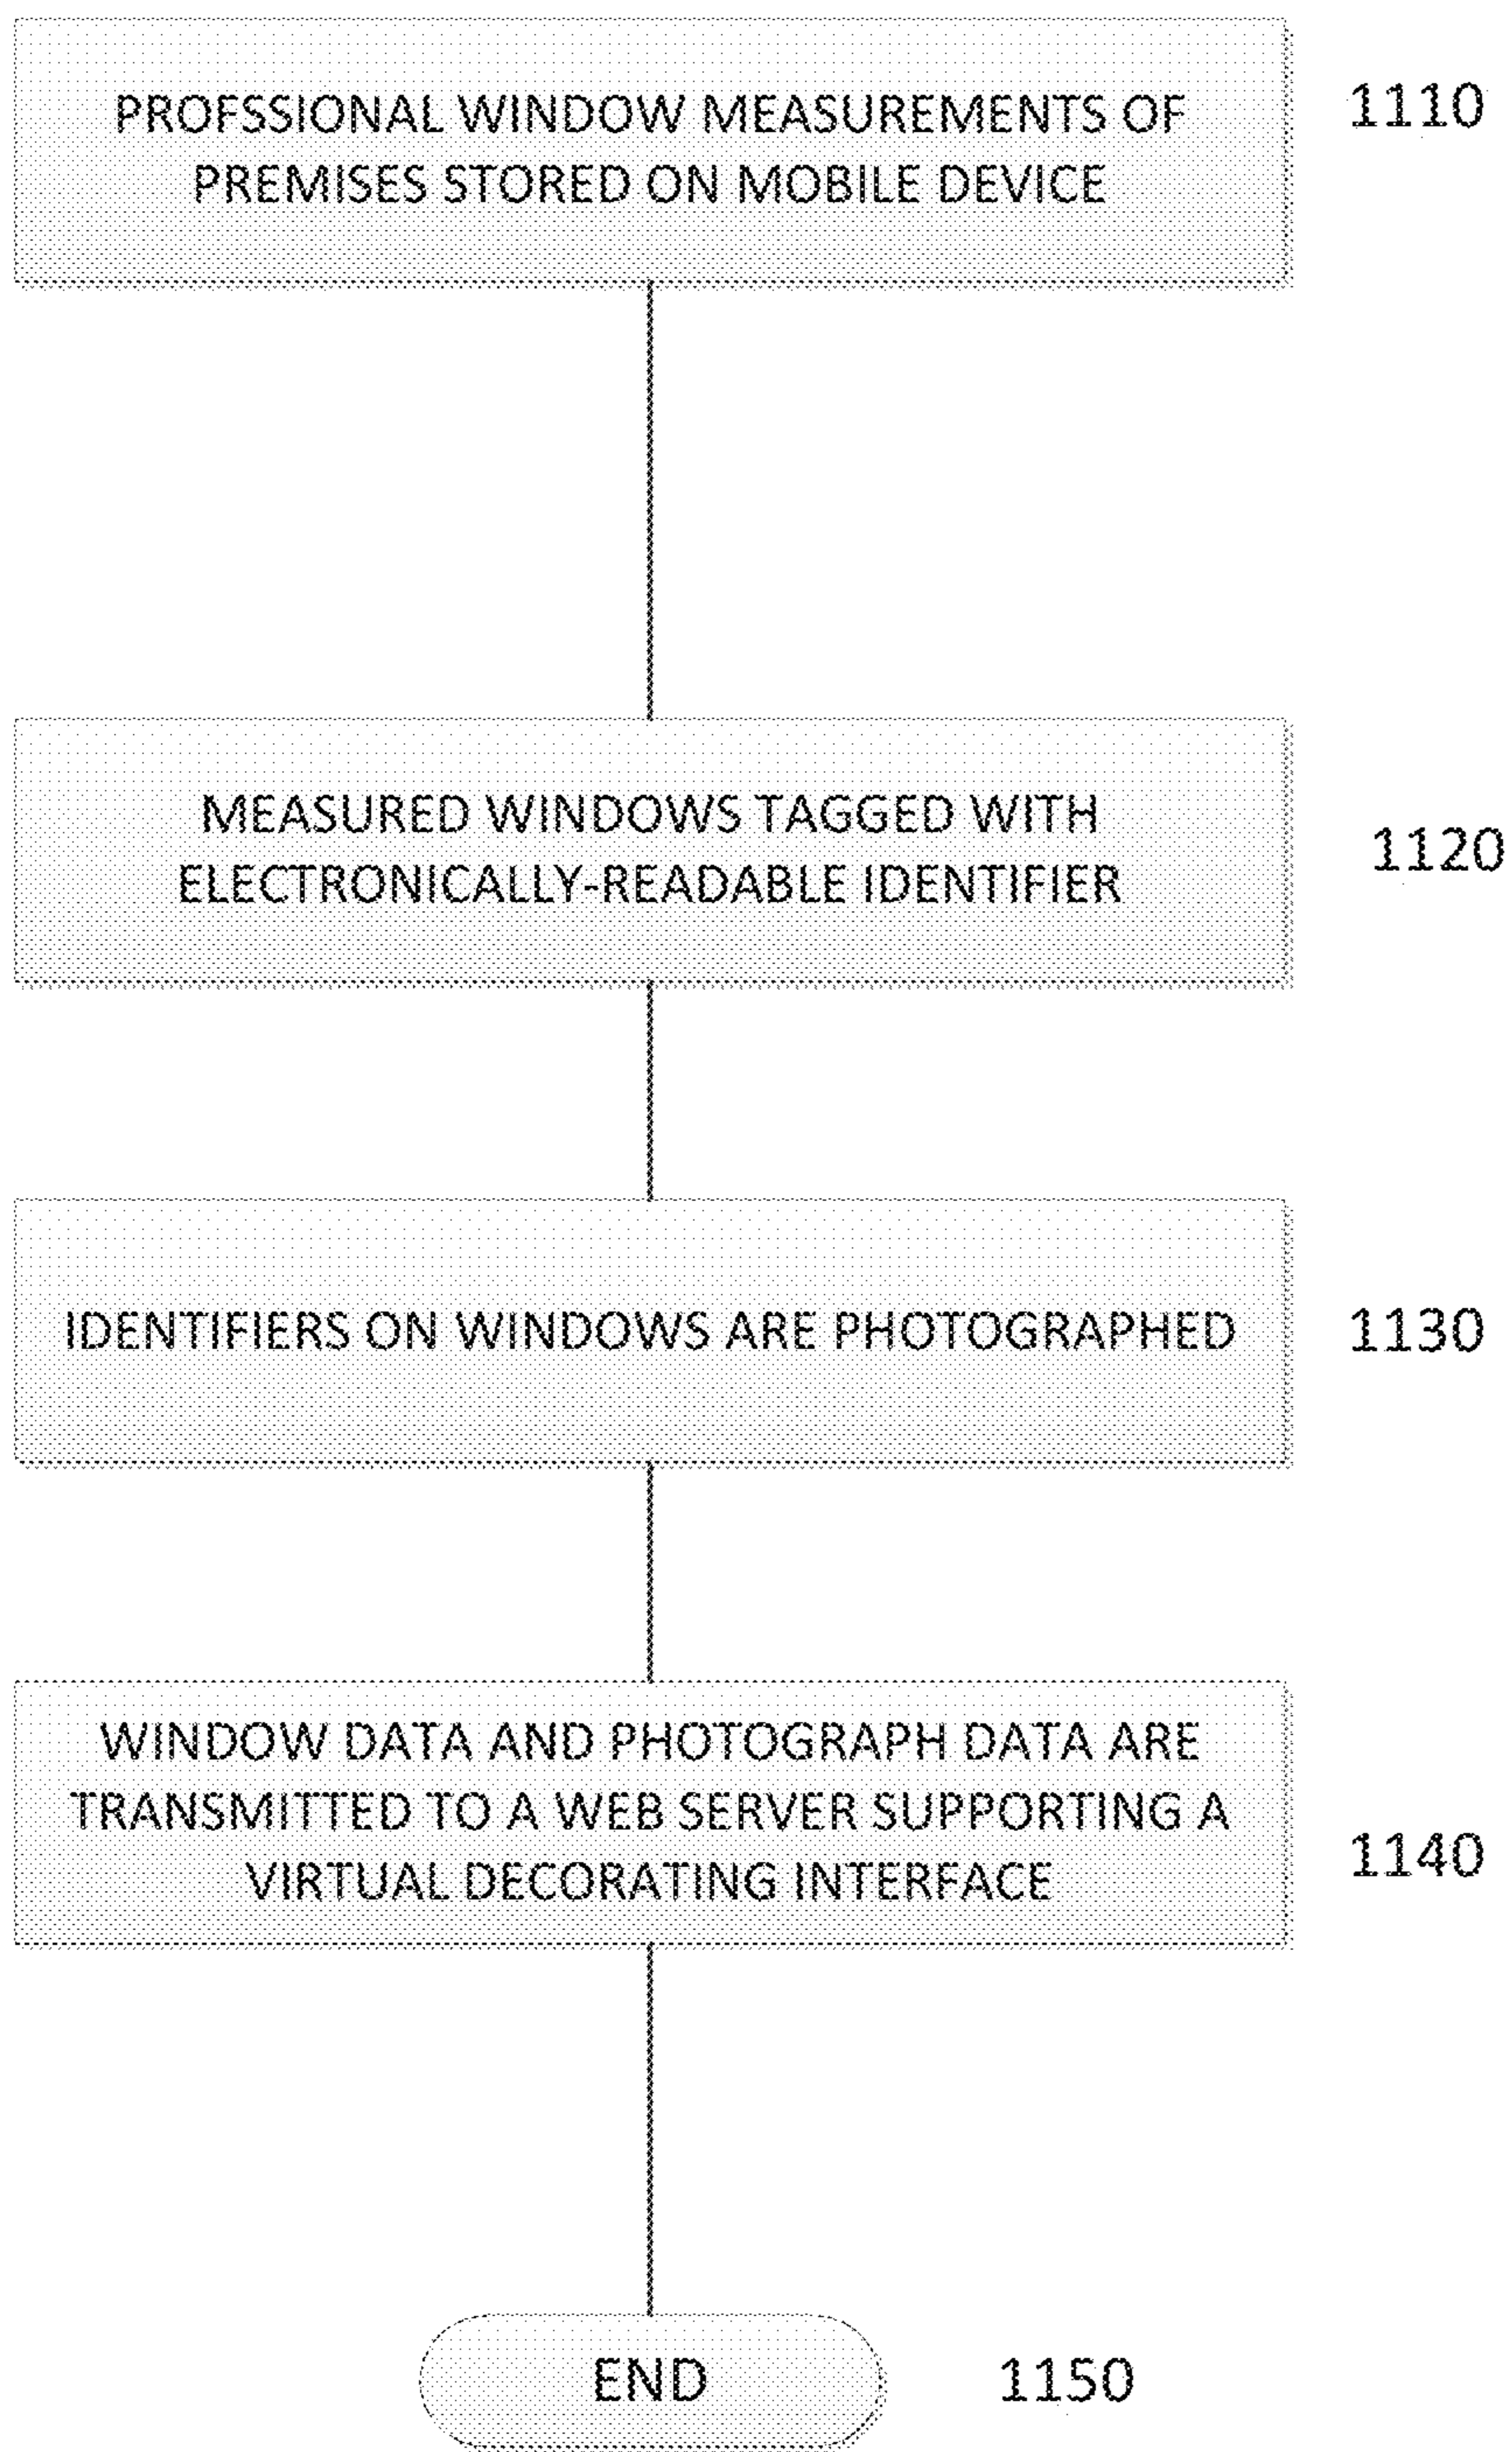 PROFSSIONAL WINDOW MEASUREMENTS OF
PREMISES STORED ON MOBILE DEVICE
1110
MEASURED WINDOWS TAGGED WITH
ELECTRONICALLY-READABLE IDENTIFIER
1120
IDENTIFIERS ON WINDOWS ARE PHOTOGRAPHED
1130
WINDOW DATA AND PHOTOGRAPH DATA ARE
TRANSMITTED TO A WEB SERVER SUPPORTING A
VIRTUAL DECORATING INTERFACE
1140
END
1150